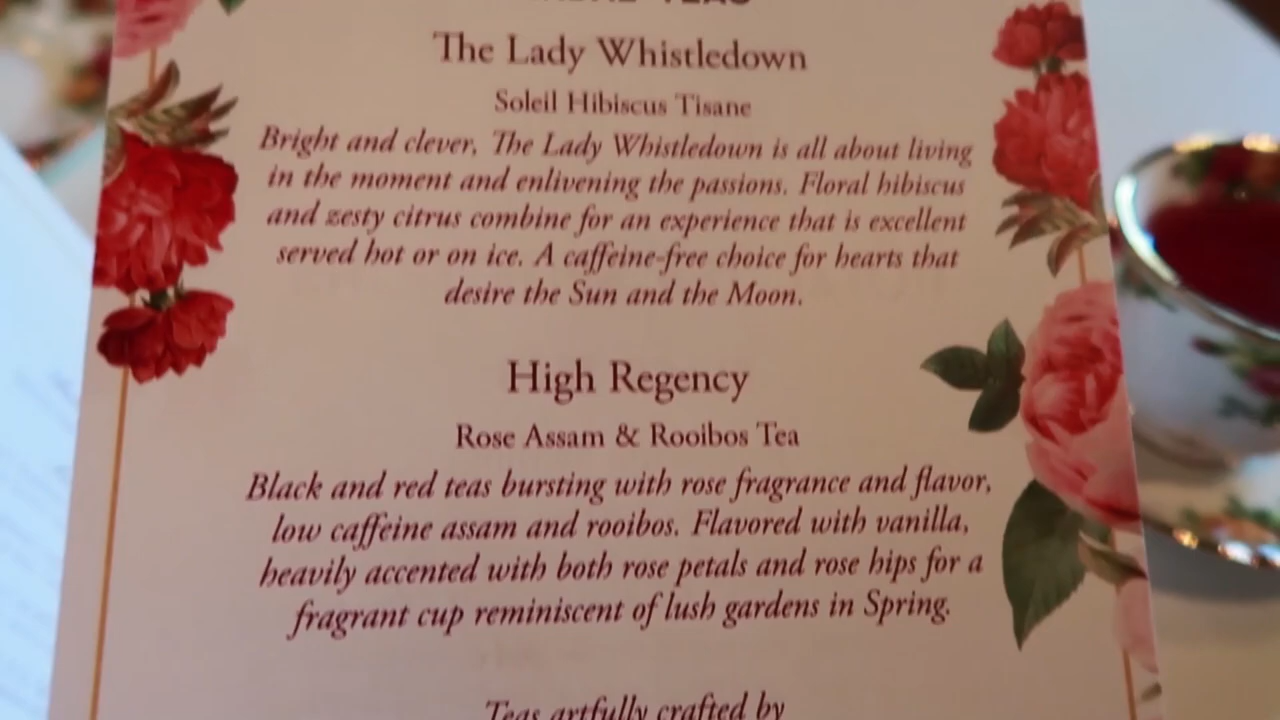 TEAS
The Lady Whistledown
Soleil Hibiscus Tisane
Bright and clever, The Lady Whistledown is all about living
in the moment and enlivening the passions. Floral hibiscus
and zesty citrus combine for an experience that is excellent
served hot or on ice. A caffeine-free choice for hearts that
desire the Sun and the Moon.
High Regency
Rose Assam & Rooibos Tea
Black and red teas bursting with rose fragrance and flavor,
low caffeine assam and rooibos. Flavored with vanilla,
heavily accented with both rose petals and rose hips for a
fragrant cup reminiscent of lush gardens in Spring.
Teas artfully crafted by